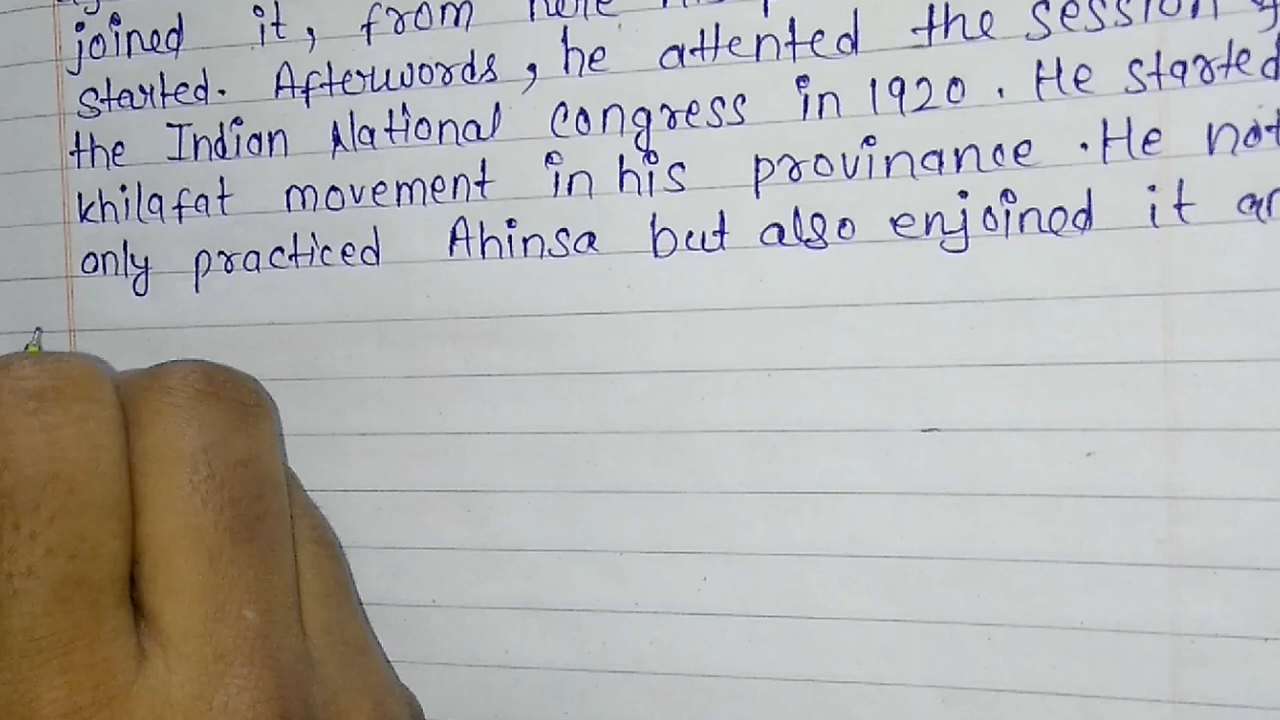 joined it, from here
started. Afterwords, he attented the session
the Indian National congress in 1920. He started
khilafat movement in his provinance. He not
only practiced Ahinsa but also enjoined it